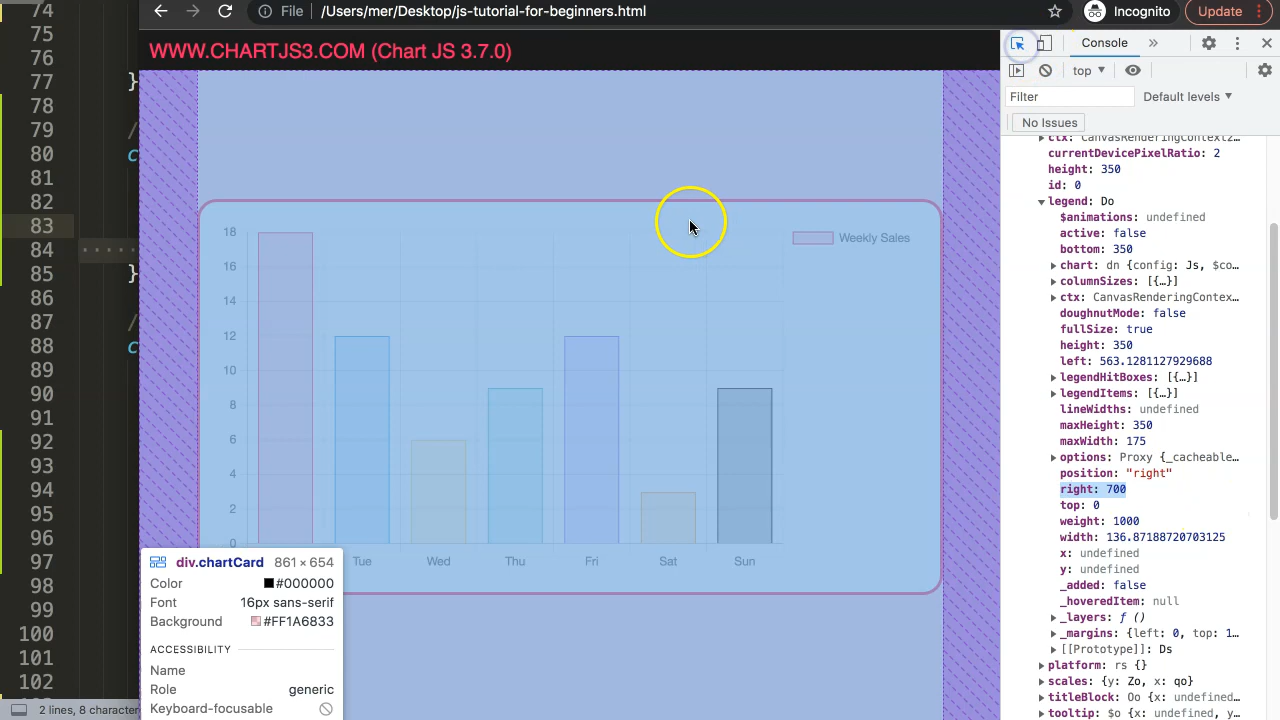 74
75
76
77 }
78
79 /
80 c
81
82
83
84
85 }
86
87 /
88 c
89
90
91
92
93
94
95
96
97
98
99
100
101
102
2 lines, 8 character
File /Users/mer/Desktop/js-tutorial-for-beginners.html
Incognito
Update
WWW.CHARTJS3.COM (Chart JS 3.7.0)
18
16
14
12
10
8
6
4
2
0
Weekly Sales
Tue Wed Thu Fri Sat Sun
div.chartCard 861 × 654
Color #000000
Font 16px sans-serif
Background #FF1A6833
ACCESSIBILITY
Name
Role generic
Keyboard-focusable
Console »
top ▼
Filter Default levels ▼
No Issues
ctx: CanvasRenderingContext2…
currentDevicePixelRatio: 2
height: 350
id: 0
legend: Do
$animations: undefined
active: false
bottom: 350
chart: dn {config: Js, $co…
columnSizes: [{…}]
ctx: CanvasRenderingContex…
doughnutMode: false
fullSize: true
height: 350
left: 563.1281127929688
legendHitBoxes: [{…}]
legendItems: [{…}]
lineWidths: undefined
maxHeight: 350
maxWidth: 175
options: Proxy {_cacheable…
position: "right"
right: 700
top: 0
weight: 1000
width: 136.87188720703125
x: undefined
y: undefined
_added: false
_hoveredItem: null
_layers: ƒ ()
_margins: {left: 0, top: 1…
[[Prototype]]: Ds
platform: rs {}
scales: {y: Zo, x: qo}
titleBlock: Oo {x: undefined…
tooltip: $o {x: undefined, y…